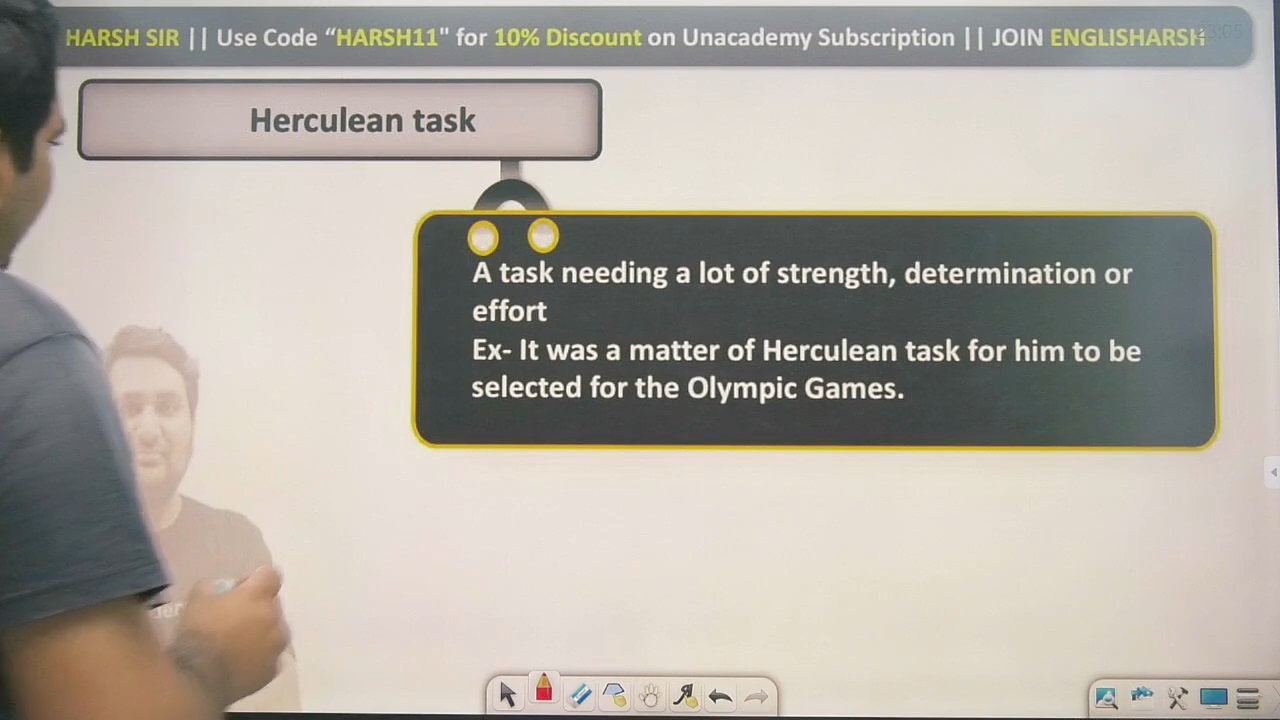 HARSH SIR || Use Code “HARSH11" for 10% Discount on Unacademy Subscription || JOIN ENGLISHARSH
23:05
Herculean task
A task needing a lot of strength, determination or
effort
Ex- It was a matter of Herculean task for him to be
selected for the Olympic Games.